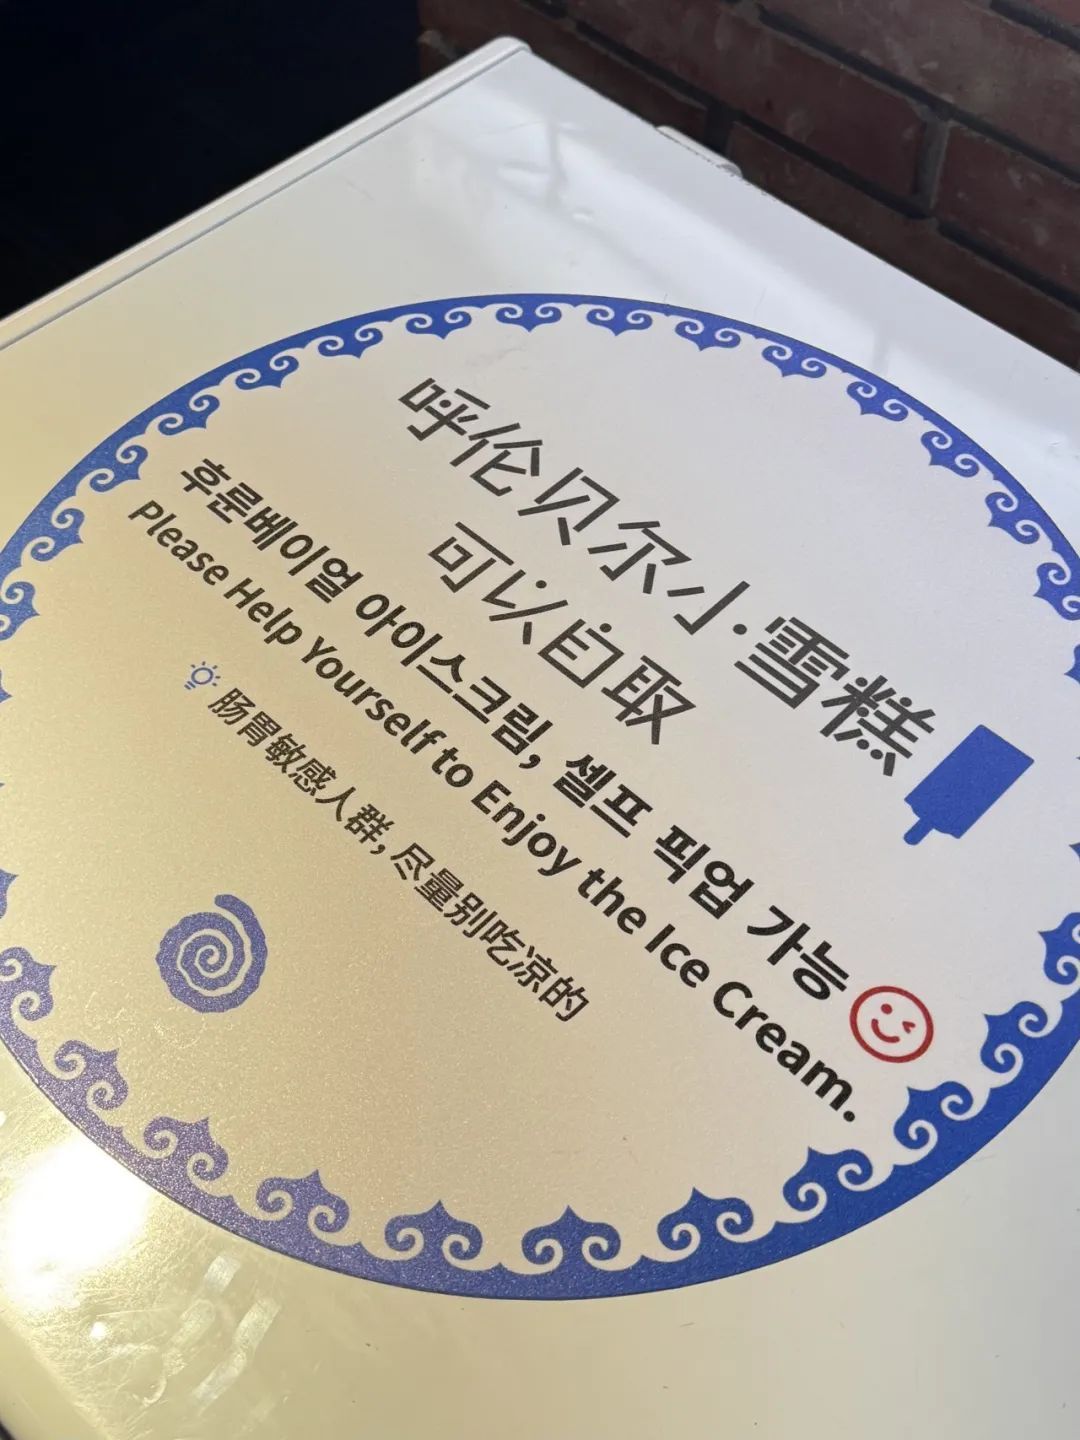 呼伦贝尔小·雪糕
可以自取
후룬베이얼 아이스크림, 셀프 픽업 가능
Please Help Yourself to Enjoy the Ice Cream.
肠胃敏感人群，尽量别吃凉的